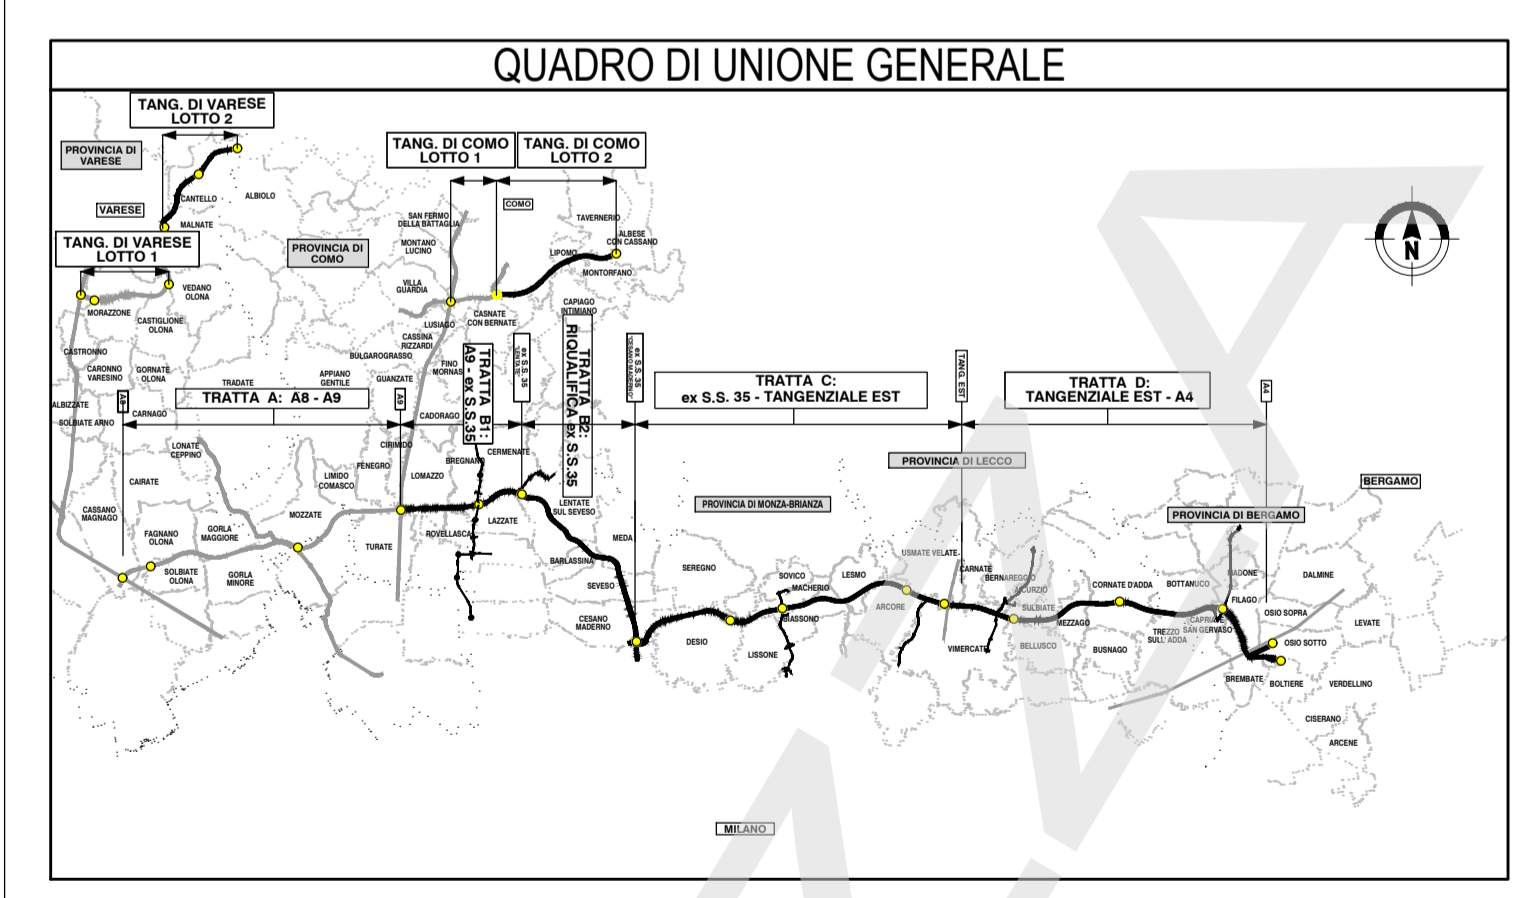 QUADRO DI UNIONE GENERALE
TANG. DI VARESE
LOTTO 2
PROVINCIA DI
VARESE
TANG. DI COMO
LOTTO 1
TANG. DI COMO
LOTTO 2
CANTELLO
ALBIOLO
VARESE
MALNATE
COMO
SAN FERMO
DELLA BATTAGLIA
TAVERNERIO
ALBESE
CON CASSANO
TANG. DI VARESE
LOTTO 1
PROVINCIA DI
COMO
MONTANO
LUCINO
LIPOMO
MONTORFANO
N
VEDANO
OLONA
VILLA
GUARDIA
MORAZZONE
CASTIGLIONE
OLONA
CAPIAGO
INTIMIANO
CASNATE
CON BERNATE
LUSIAGO
CASSINA
RIZZARDI
BULGAROGROSSO
CASTRONNO
CARONNO
VARESINO
GORNATE
OLONA
TRADATE
APPIANO
GENTILE
GUANZATE
FINO
MORNAS
TRATTA B1:
A9 - ex S.S.35
ex S.S. 35
"LENTATE"
TRATTA B2:
RIQUALIFICA ex S.S.35
ex S.S. 35
"CESANO MADERNO"
TRATTA C:
ex S.S. 35 - TANGENZIALE EST
TANG. EST
TRATTA D:
TANGENZIALE EST - A4
A4
A8
TRATTA A: A8 - A9
A9
ALBIZZATE
SOLBIATE ARNO
CARNAGO
CADORAGO
CIRIMIDO
LONATE
CEPPINO
FENEGRO
BREGNANO
CERMENATE
PROVINCIA DI LECCO
CAIRATE
LIMIDO
COMASCO
LOMAZZO
BERGAMO
CASSANO
MAGNAGO
MOZZATE
LAZZATE
LENTATE
SUL SEVESO
PROVINCIA DI MONZA-BRIANZA
PROVINCIA DI BERGAMO
FAGNANO
OLONA
GORLA
MAGGIORE
TURATE
ROVELLASCA
MEDA
SOLBIATE
OLONA
GORLA
MINORE
BARLASSINA
SEVESO
SEREGNO
SOVICO
MACHERIO
LESMO
USMATE VELATE
CARNATE
BERNAREGGIO
CORNATE D'ADDA
BOTTANUCO
MADONE
DALMINE
CESANO
MADERNO
DESIO
BIASSONO
LISSONE
ARCORE
SULBIATE
MEZZAGO
VIMERCATE
BELLUSCO
BUSNAGO
TREZZO
SULL' ADDA
SAN GERVASO
FILAGO
OSIO SOPRA
LEVATE
OSIO SOTTO
BREMBATE
BOLTIERE
VERDELLINO
CISERANO
ARCENE
MILANO